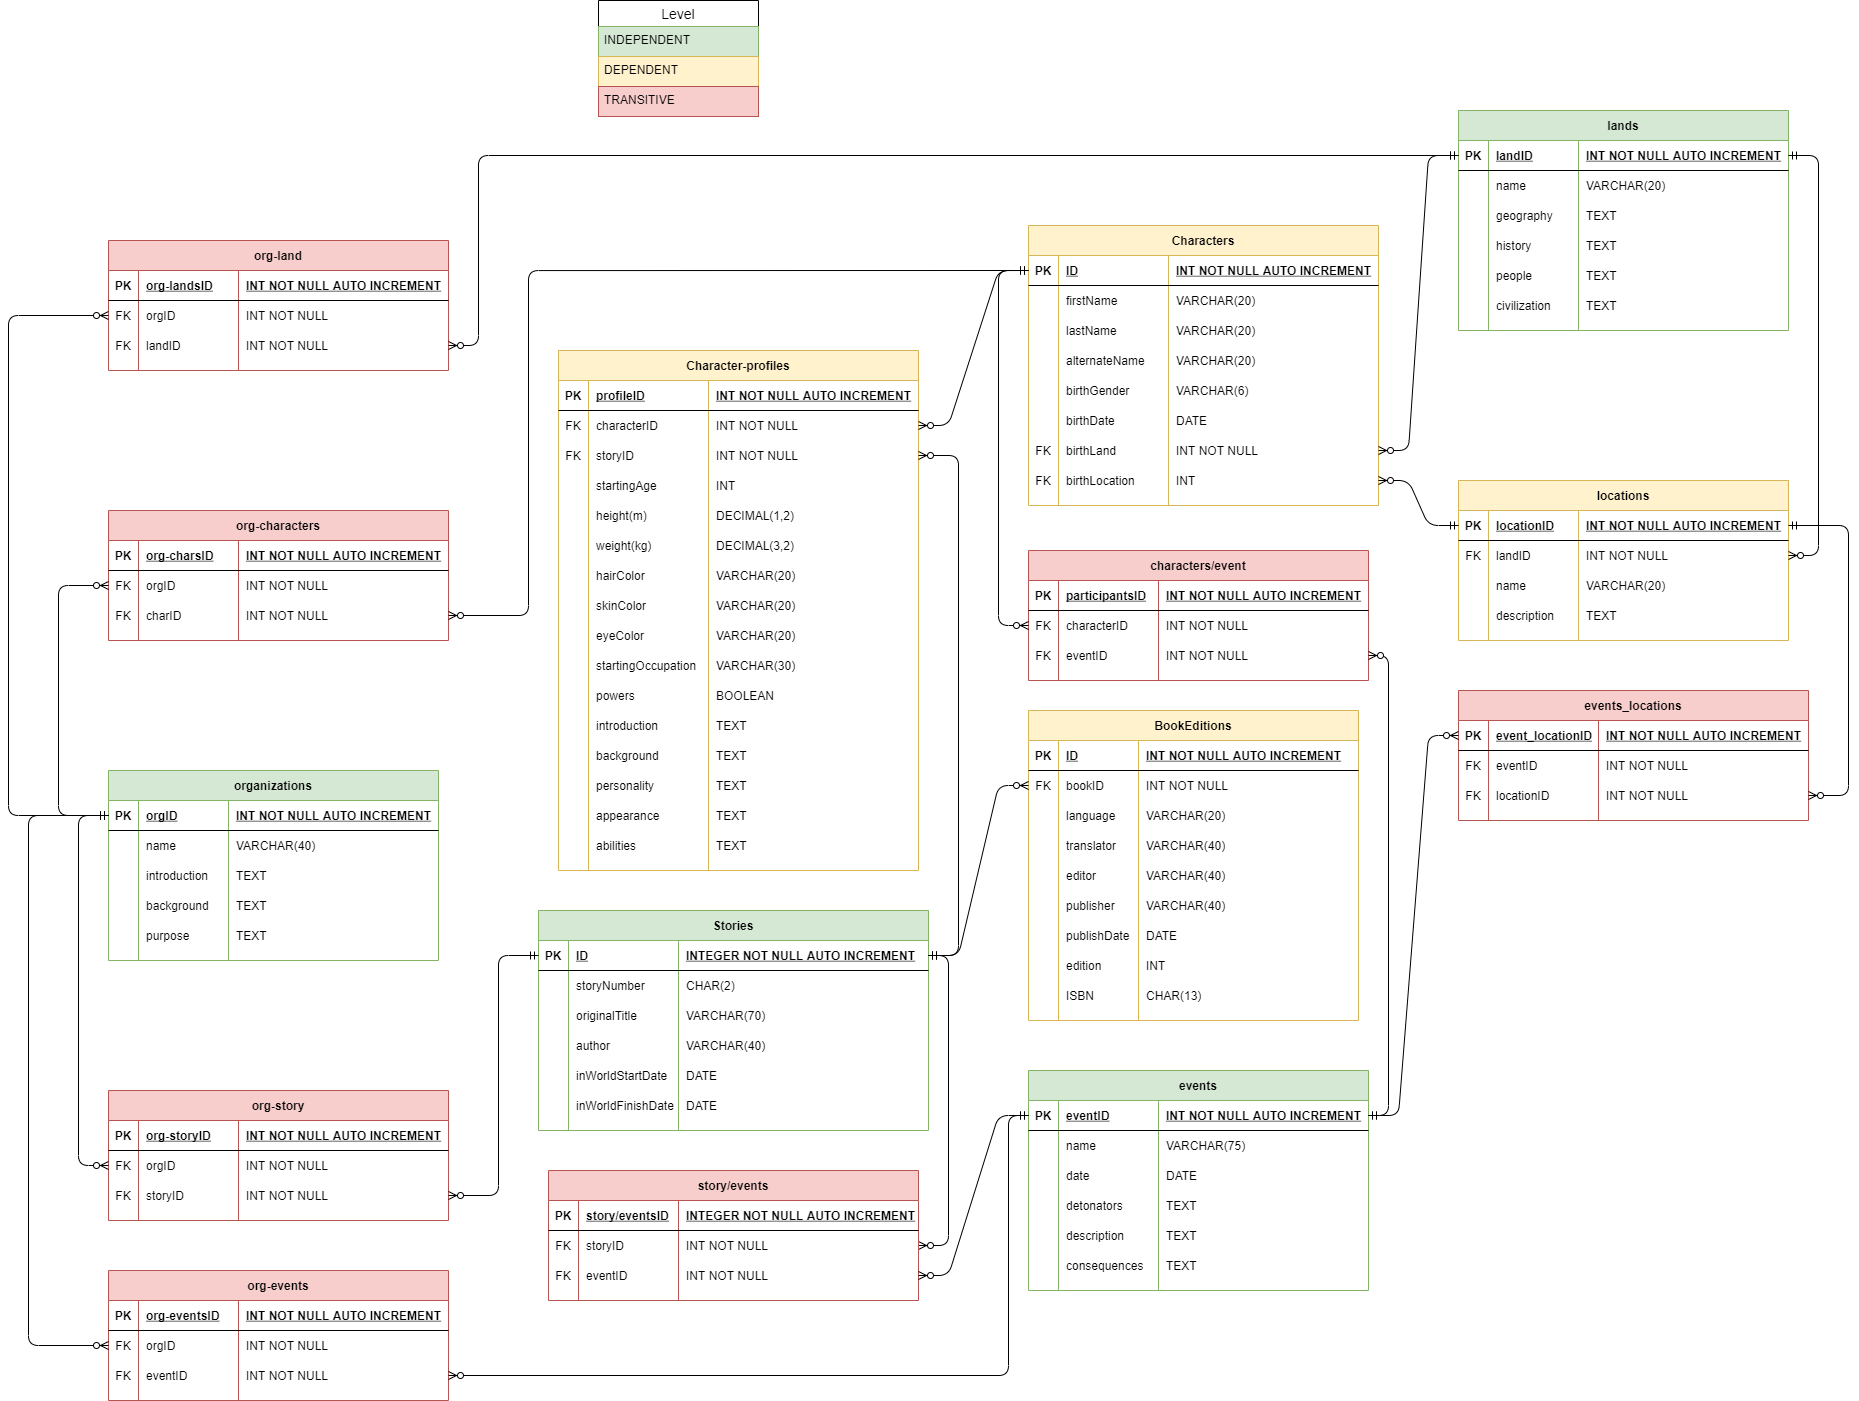 Level
INDEPENDENT
DEPENDENT
TRANSITIVE
lands
PK landID INT NOT NULL AUTO INCREMENT
name VARCHAR(20)
geography TEXT
history TEXT
people TEXT
civilization TEXT
org-land
PK org-landsID INT NOT NULL AUTO INCREMENT
FK orgID INT NOT NULL
FK landID INT NOT NULL
Characters
PK ID INT NOT NULL AUTO INCREMENT
firstName VARCHAR(20)
lastName VARCHAR(20)
alternateName VARCHAR(20)
birthGender VARCHAR(6)
birthDate DATE
FK birthLand INT NOT NULL
FK birthLocation INT
Character-profiles
PK profileID INT NOT NULL AUTO INCREMENT
FK characterID INT NOT NULL
FK storyID INT NOT NULL
startingAge INT
height(m) DECIMAL(1,2)
weight(kg) DECIMAL(3,2)
hairColor VARCHAR(20)
skinColor VARCHAR(20)
eyeColor VARCHAR(20)
startingOccupation VARCHAR(30)
powers BOOLEAN
introduction TEXT
background TEXT
personality TEXT
appearance TEXT
abilities TEXT
locations
PK locationID INT NOT NULL AUTO INCREMENT
FK landID INT NOT NULL
name VARCHAR(20)
description TEXT
org-characters
PK org-charsID INT NOT NULL AUTO INCREMENT
FK orgID INT NOT NULL
FK charID INT NOT NULL
characters/event
PK participantsID INT NOT NULL AUTO INCREMENT
FK characterID INT NOT NULL
FK eventID INT NOT NULL
events_locations
PK event_locationID INT NOT NULL AUTO INCREMENT
FK eventID INT NOT NULL
FK locationID INT NOT NULL
BookEditions
PK ID INT NOT NULL AUTO INCREMENT
FK bookID INT NOT NULL
language VARCHAR(20)
translator VARCHAR(40)
editor VARCHAR(40)
publisher VARCHAR(40)
publishDate DATE
edition INT
ISBN CHAR(13)
organizations
PK orgID INT NOT NULL AUTO INCREMENT
name VARCHAR(40)
introduction TEXT
background TEXT
purpose TEXT
Stories
PK ID INTEGER NOT NULL AUTO INCREMENT
storyNumber CHAR(2)
originalTitle VARCHAR(70)
author VARCHAR(40)
inWorldStartDate DATE
inWorldFinishDate DATE
events
PK eventID INT NOT NULL AUTO INCREMENT
name VARCHAR(75)
date DATE
detonators TEXT
description TEXT
consequences TEXT
org-story
PK org-storyID INT NOT NULL AUTO INCREMENT
FK orgID INT NOT NULL
FK storyID INT NOT NULL
story/events
PK story/eventsID INTEGER NOT NULL AUTO INCREMENT
FK storyID INT NOT NULL
FK eventID INT NOT NULL
org-events
PK org-eventsID INT NOT NULL AUTO INCREMENT
FK orgID INT NOT NULL
FK eventID INT NOT NULL